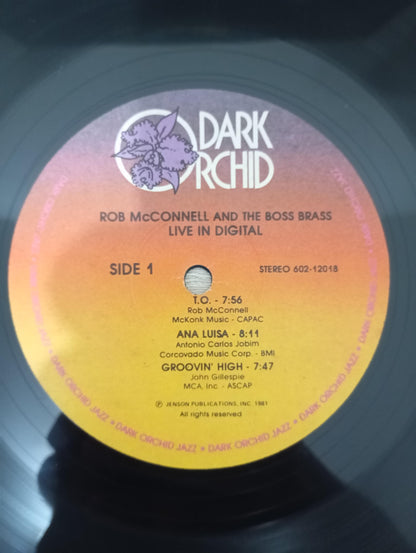 DARK
ORCHID
ROB McCONNELL AND THE BOSS BRASS
LIVE IN DIGITAL
SIDE 1
STEREO 602-12018
T.O. - 7:56
Rob McConnell
McKonk Music - CAPAC
ANA LUISA - 8:11
Antonio Carlos Jobim
Corcovado Music Corp. - BMI
GROOVIN' HIGH - 7:47
John Gillespie
MCA, Inc. - ASCAP
℗ JENSON PUBLICATIONS, INC. 1981
All rights reserved
DARK ORCHID JAZZ * DARK ORCHID JAZZ * DARK ORCHID JAZZ * DARK ORCHID JAZZ